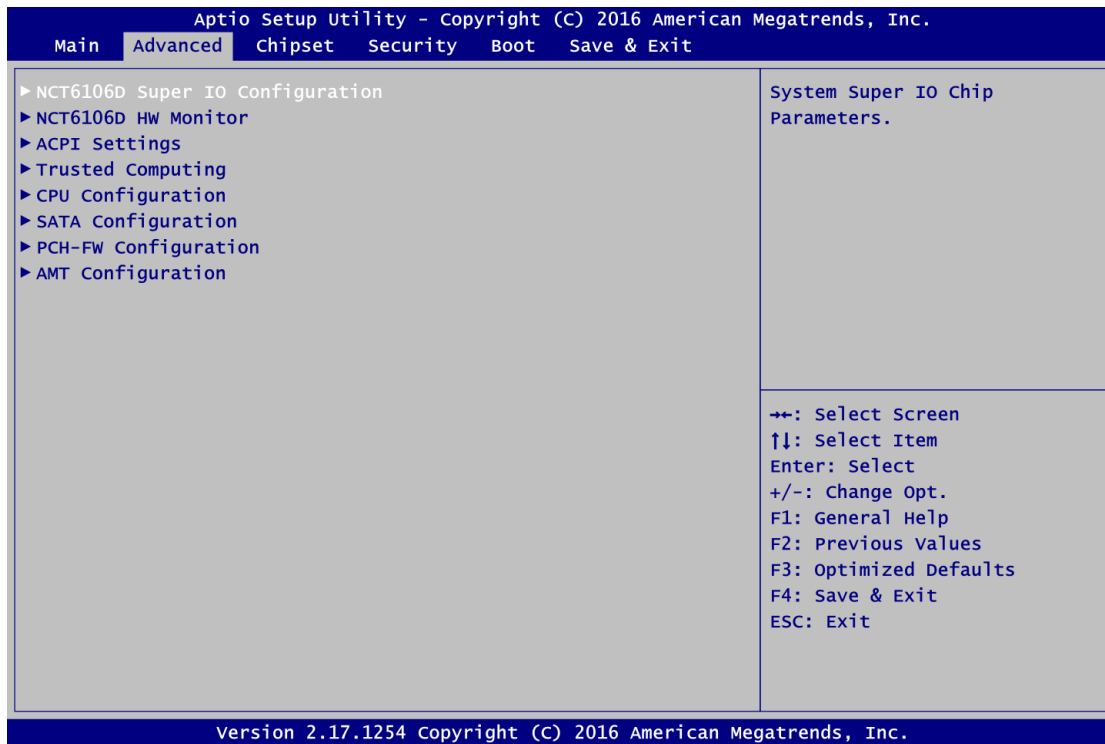 Aptio Setup Utility - Copyright (C) 2016 American Megatrends, Inc.
Main Advanced Chipset Security Boot Save & Exit
►NCT6106D Super IO Configuration
►NCT6106D HW Monitor
►ACPI Settings
►Trusted Computing
►CPU Configuration
►SATA Configuration
►PCH-FW Configuration
►AMT Configuration
System Super IO Chip
Parameters.
→←: Select Screen
↑↓: Select Item
Enter: Select
+/-: Change Opt.
F1: General Help
F2: Previous Values
F3: Optimized Defaults
F4: Save & Exit
ESC: Exit
Version 2.17.1254 Copyright (C) 2016 American Megatrends, Inc.